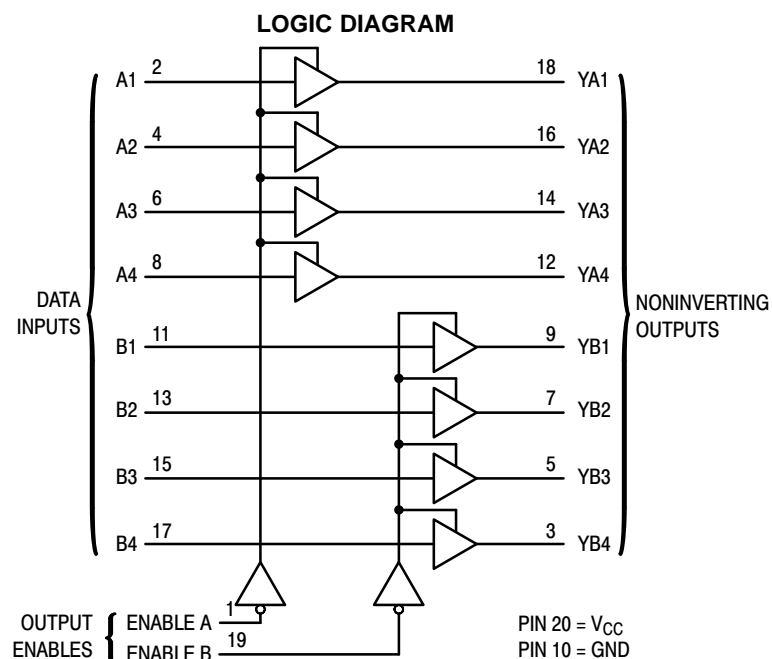 LOGIC DIAGRAM
A1 2 18 YA1
A2 4 16 YA2
A3 6 14 YA3
A4 8 12 YA4
DATA
INPUTS
NONINVERTING
OUTPUTS
B1 11 9 YB1
B2 13 7 YB2
B3 15 5 YB3
B4 17 3 YB4
OUTPUT
ENABLES
ENABLE A 1
ENABLE B 19
PIN 20 = VCC
PIN 10 = GND